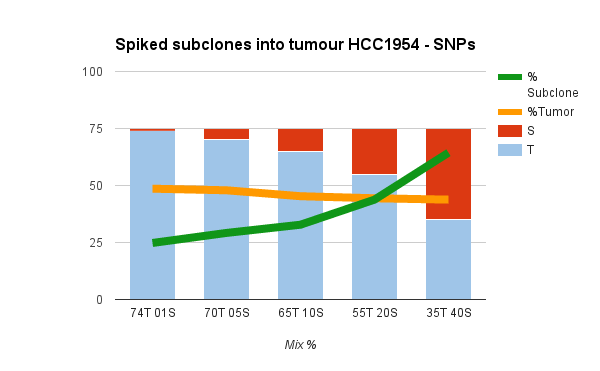 Spiked subclones into tumour HCC1954 - SNPs
100
75
50
25
0
74T 01S
70T 05S
65T 10S
55T 20S
35T 40S
Mix %
%
Subclone
%Tumor
S
T